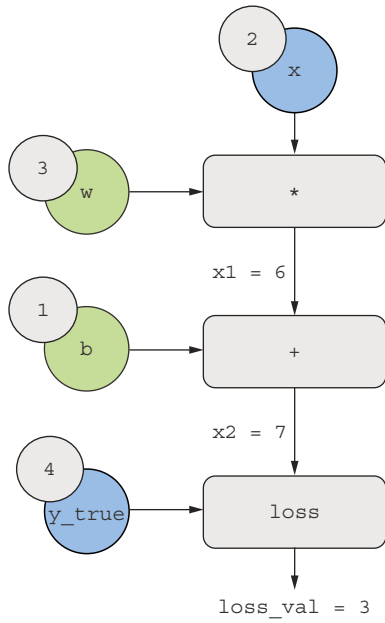 2
x
3
w
*
x1 = 6
1
b
+
x2 = 7
4
y_true
loss
loss_val = 3